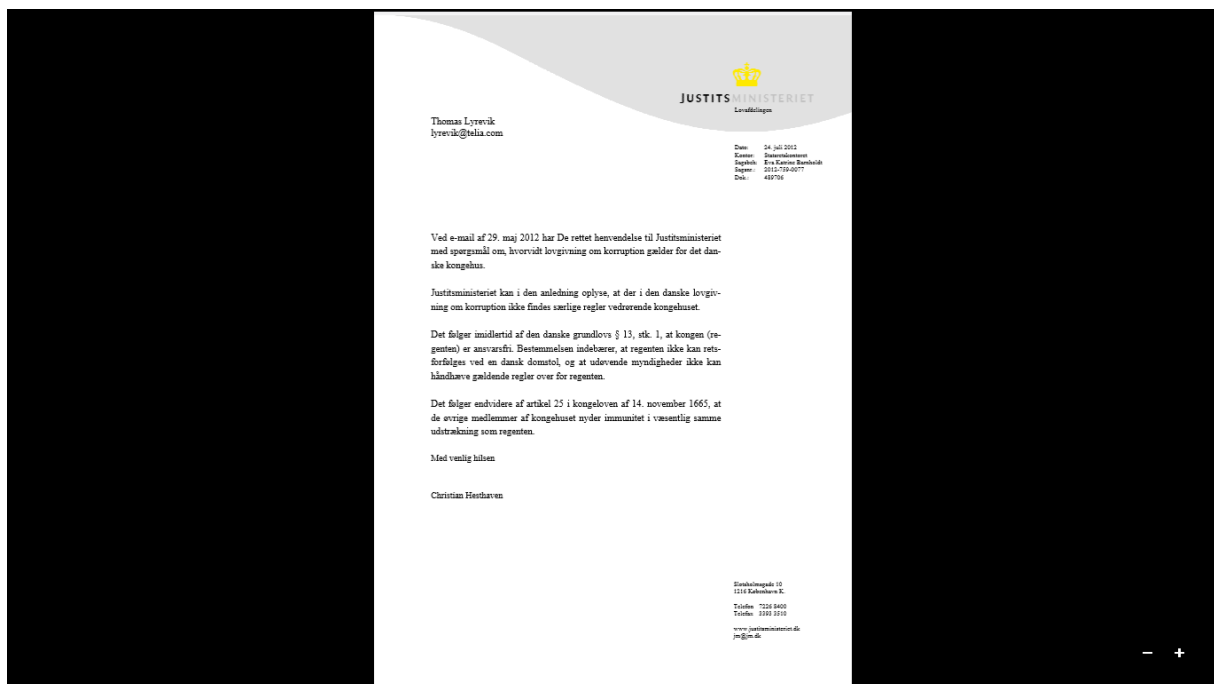 JUSTITSMINISTERIET
Lovafdelingen
Thomas Lyrevik
lyrevik@telia.com
Dato: 24. juli 2012
Kontor: Statsretskontoret
Sagsbeh: Eva Katrine Bærnholdt
Sagsnr.: 2012-759-0077
Dok.: 489706
Ved e-mail af 29. maj 2012 har De rettet henvendelse til Justitsministeriet
med spørgsmål om, hvorvidt lovgivning om korruption gælder for det dan-
ske kongehus.
Justitsministeriet kan i den anledning oplyse, at der i den danske lovgiv-
ning om korruption ikke findes særlige regler vedrørende kongehuset.
Det følger imidlertid af den danske grundlovs § 13, stk. 1, at kongen (re-
genten) er ansvarsfri. Bestemmelsen indebærer, at regenten ikke kan rets-
forfølges ved en dansk domstol, og at udøvende myndigheder ikke kan
håndhæve gældende regler over for regenten.
Det følger endvidere af artikel 25 i kongeloven af 14. november 1665, at
de øvrige medlemmer af kongehuset nyder immunitet i væsentlig samme
udstrækning som regenten.
Med venlig hilsen
Christian Hesthaven
Slotsholmsgade 10
1216 København K.
Telefon 7226 8400
Telefax 3393 3510
www.justitsministeriet.dk
jm@jm.dk